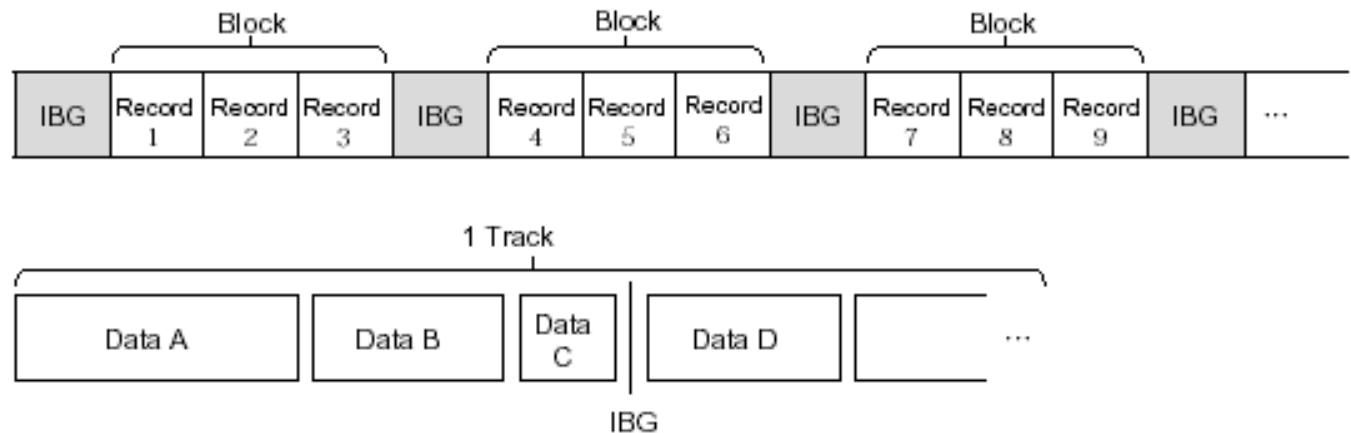 Block Block Block
IBG Record 1 Record 2 Record 3 IBG Record 4 Record 5 Record 6 IBG Record 7 Record 8 Record 9 IBG ...
1 Track
Data A Data B Data C Data D ...
IBG